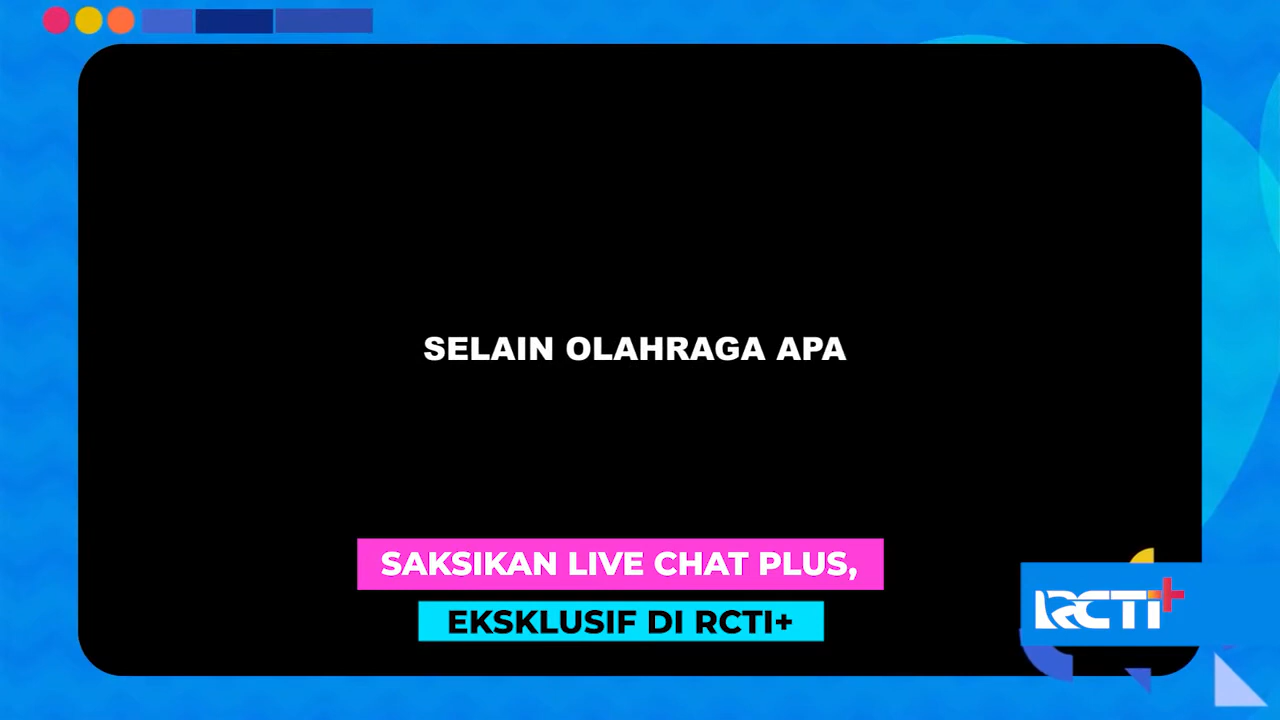 SELAIN OLAHRAGA APA
SAKSIKAN LIVE CHAT PLUS,
EKSKLUSIF DI RCTI+
RCTI+